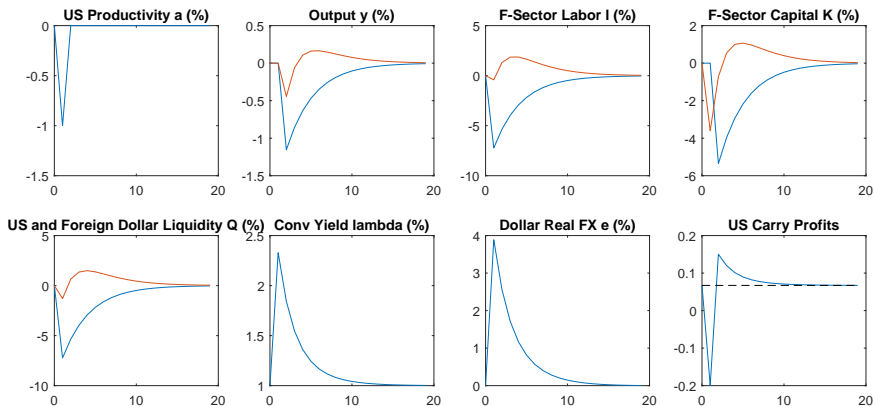 US Productivity a (%)
0
-0.5
-1
-1.5
0 10 20
Output y (%)
0.5
0
-0.5
-1
-1.5
0 10 20
F-Sector Labor l (%)
5
0
-5
-10
0 10 20
F-Sector Capital K (%)
2
0
-2
-4
-6
0 10 20
US and Foreign Dollar Liquidity Q (%)
5
0
-5
-10
0 10 20
Conv Yield lambda (%)
2.5
2
1.5
1
0 10 20
Dollar Real FX e (%)
4
3
2
1
0
0 10 20
US Carry Profits
0.2
0.1
0
-0.1
-0.2
0 10 20